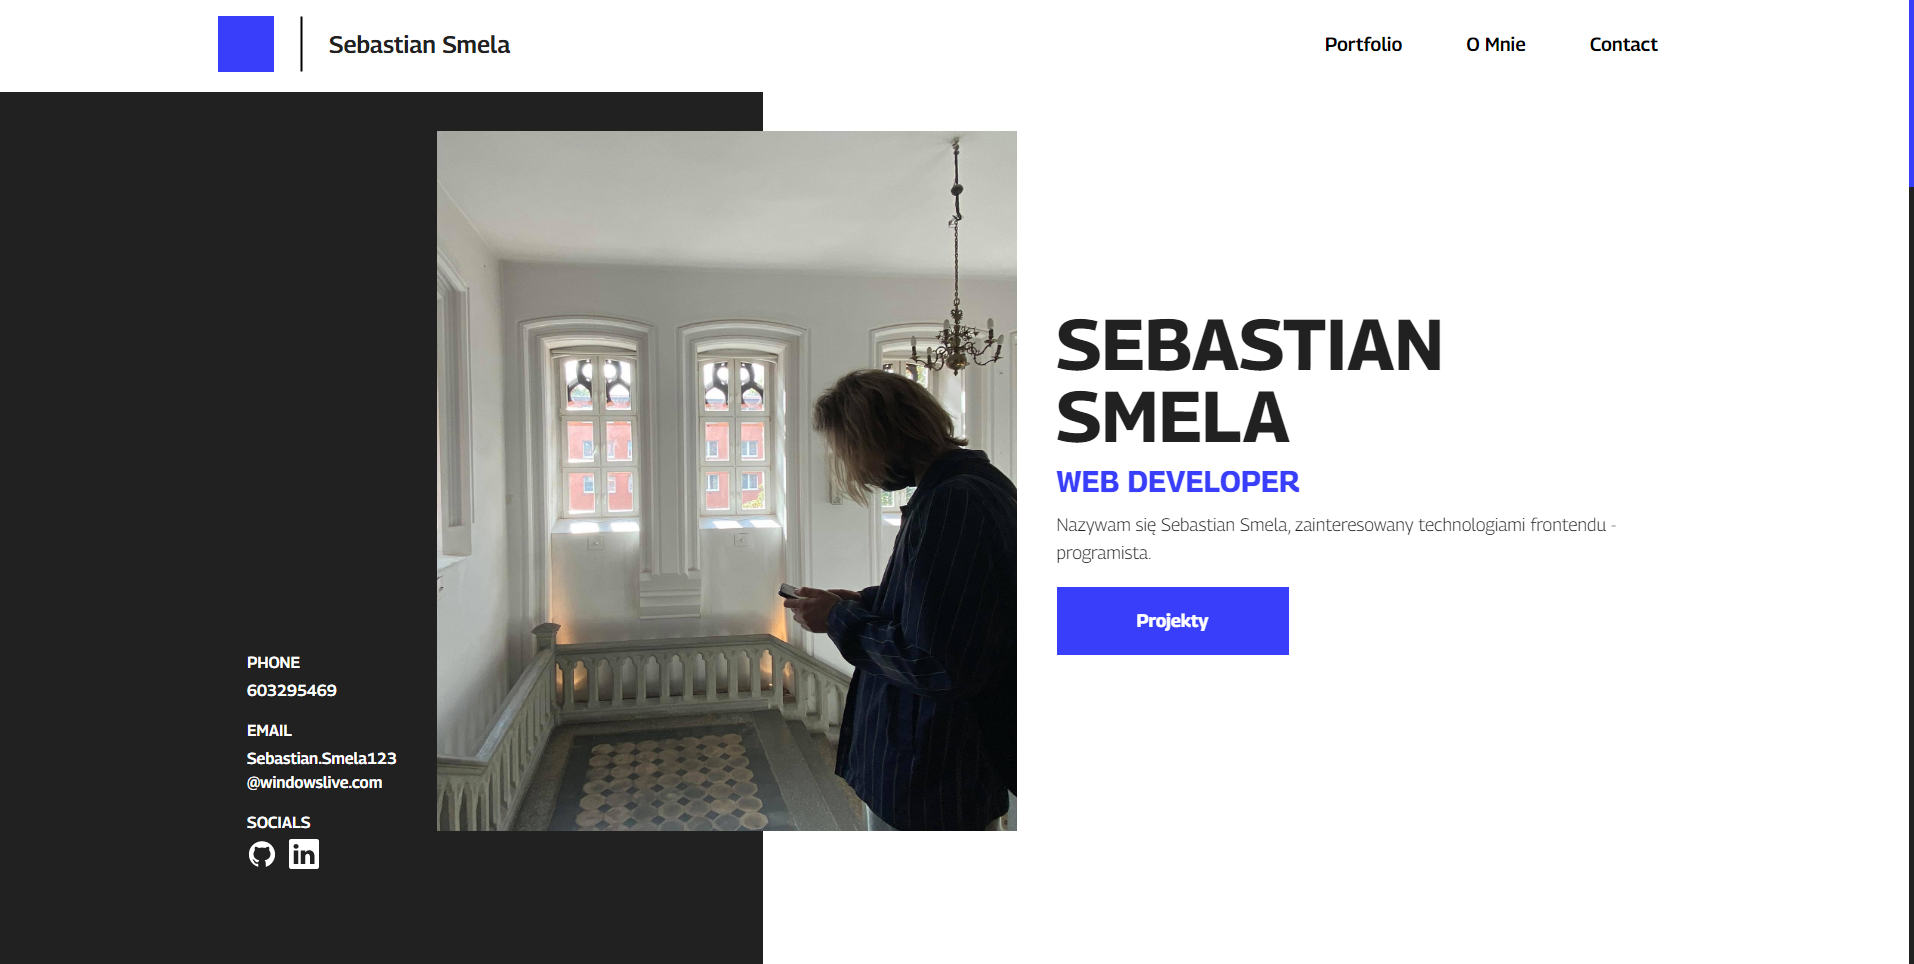 Sebastian Smela
Portfolio
O Mnie
Contact
SEBASTIAN
SMELA
WEB DEVELOPER
Nazywam się Sebastian Smela, zainteresowany technologiami frontendu -
programista.
Projekty
PHONE
603295469
EMAIL
Sebastian.Smela123
@windowslive.com
SOCIALS
in